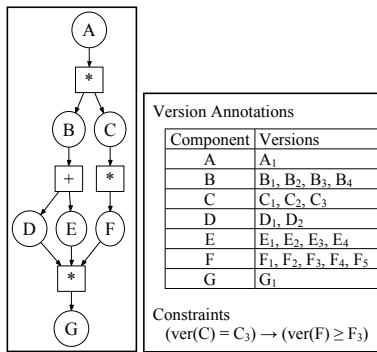 A
*
B C
+ *
D E F
*
G
Version Annotations
Component Versions
A A₁
B B₁, B₂, B₃, B₄
C C₁, C₂, C₃
D D₁, D₂
E E₁, E₂, E₃, E₄
F F₁, F₂, F₃, F₄, F₅
G G₁
Constraints
(ver(C) = C₃) → (ver(F) ≥ F₃)